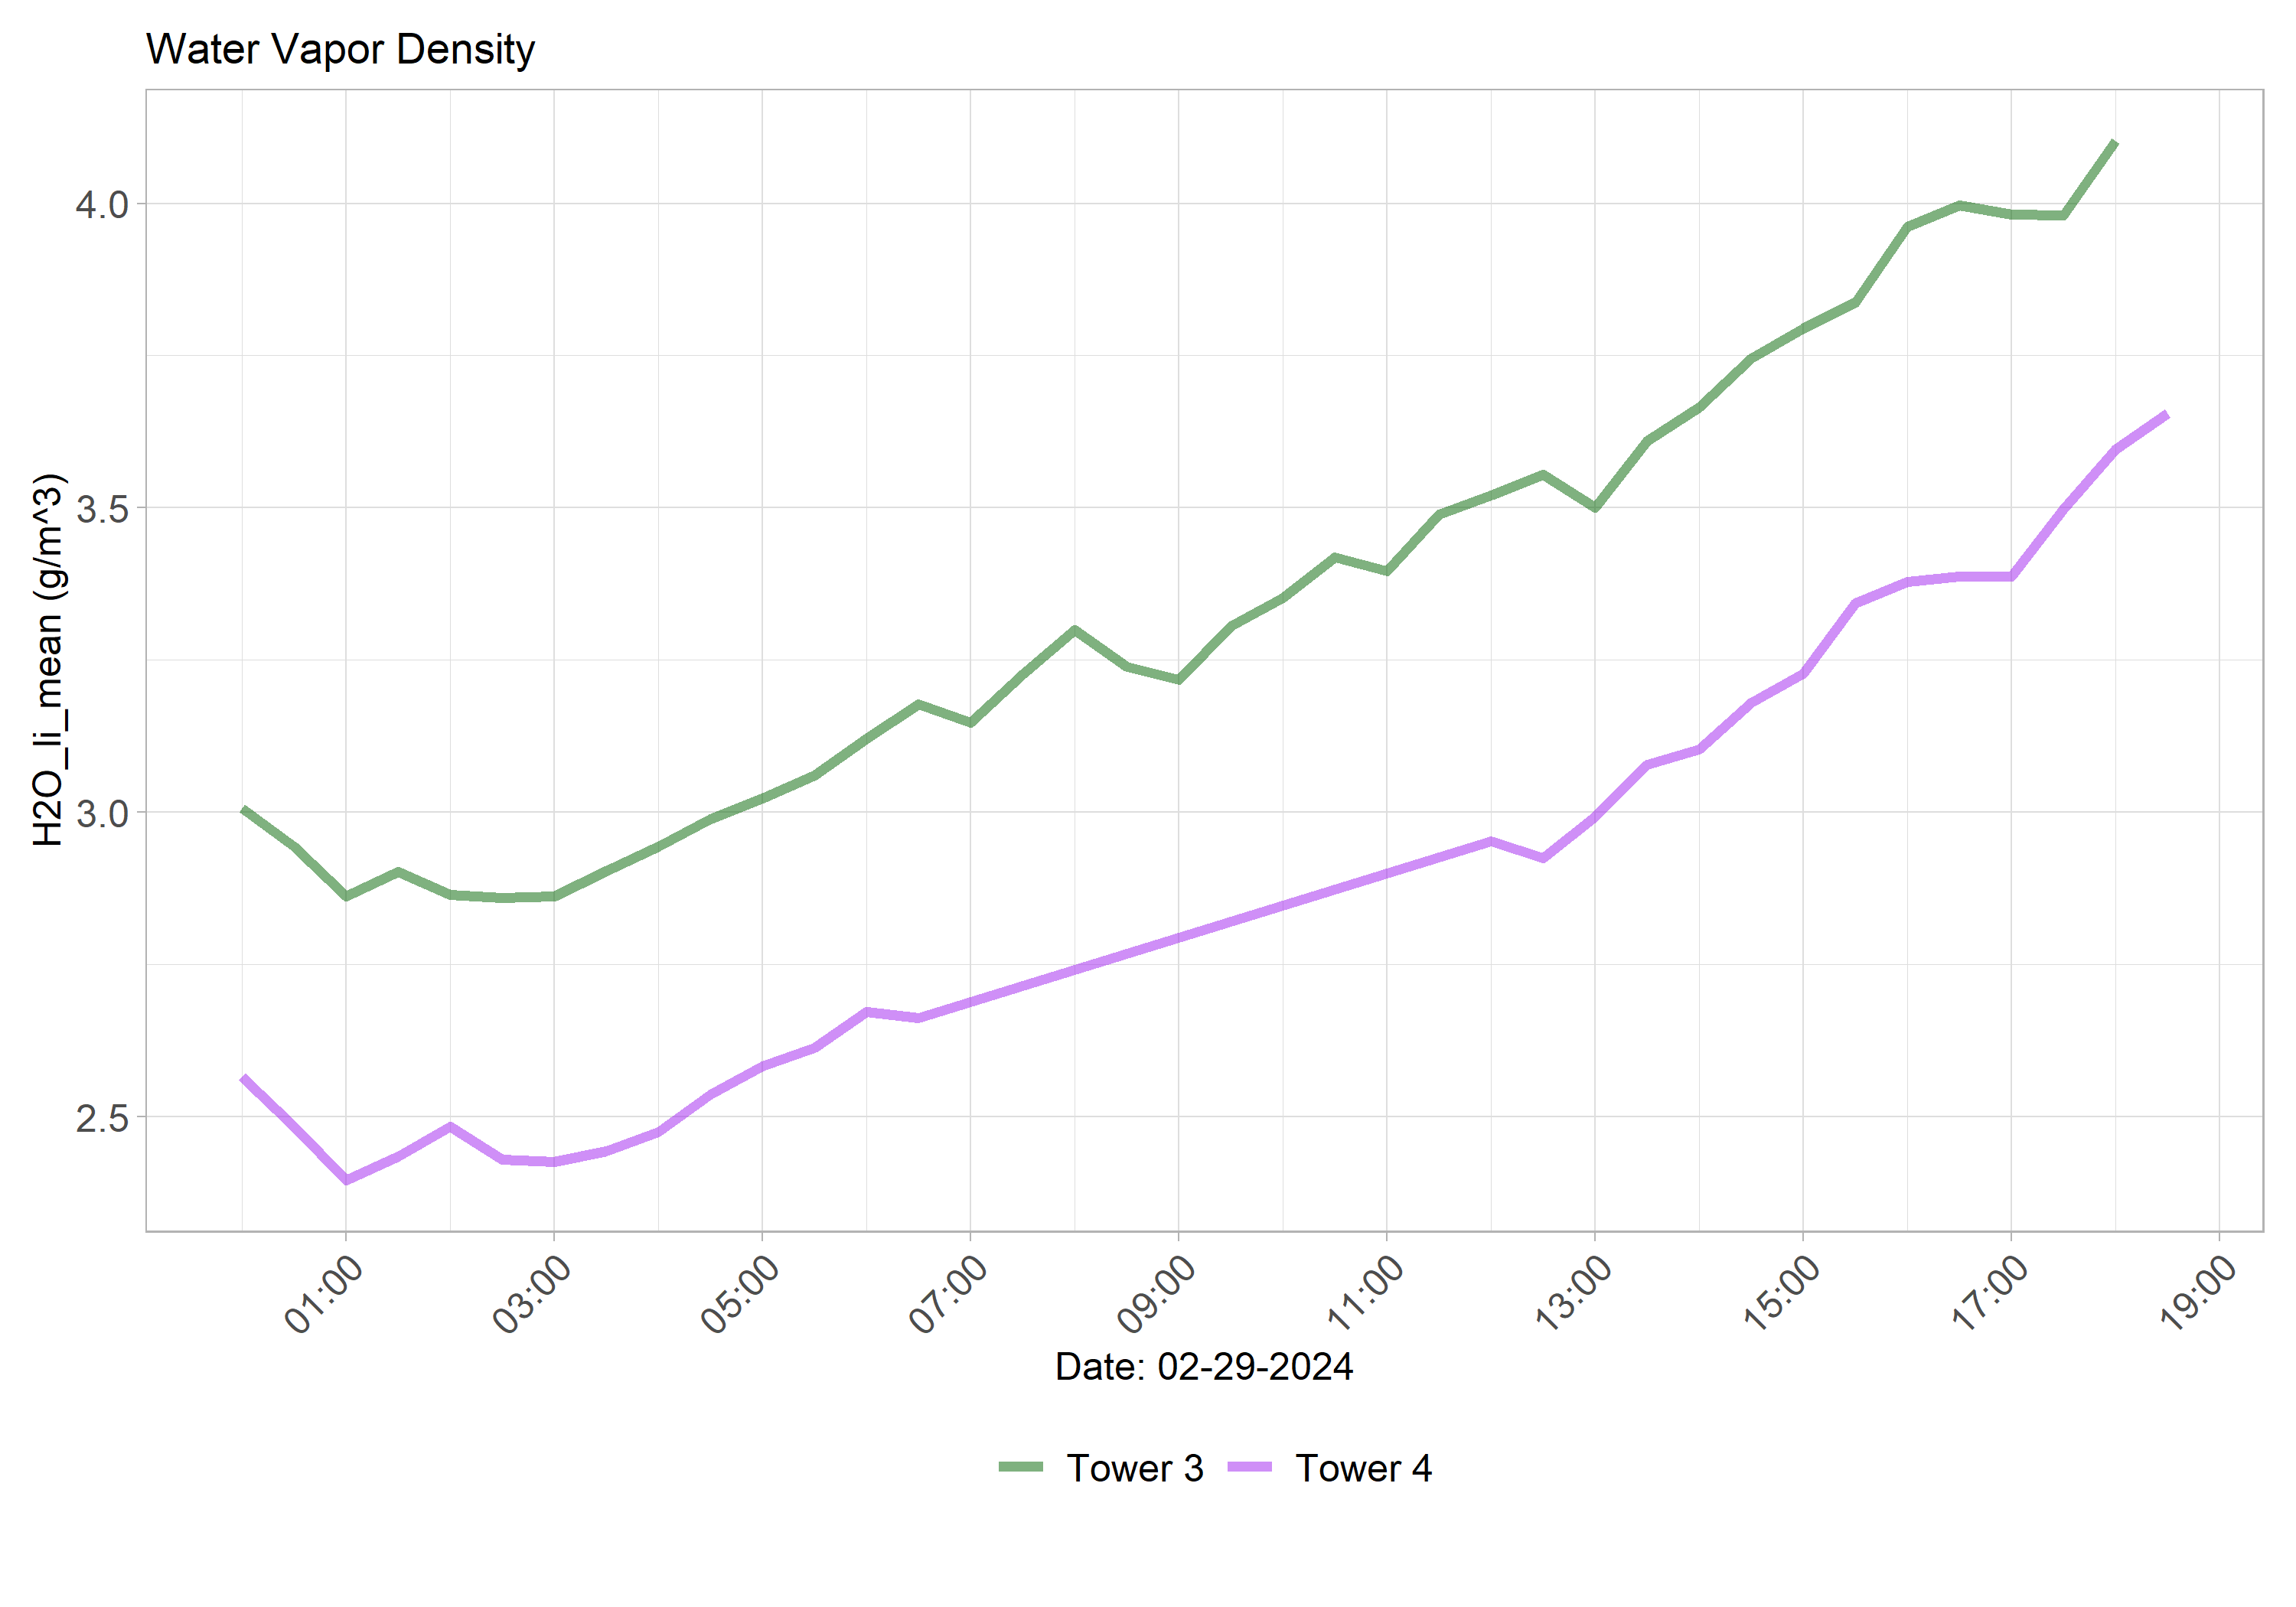 Water Vapor Density
H2O_li_mean (g/m^3)
4.0
3.5
3.0
2.5
01:00 03:00 05:00 07:00 09:00 11:00 13:00 15:00 17:00 19:00
Date: 02-29-2024
Tower 3 Tower 4